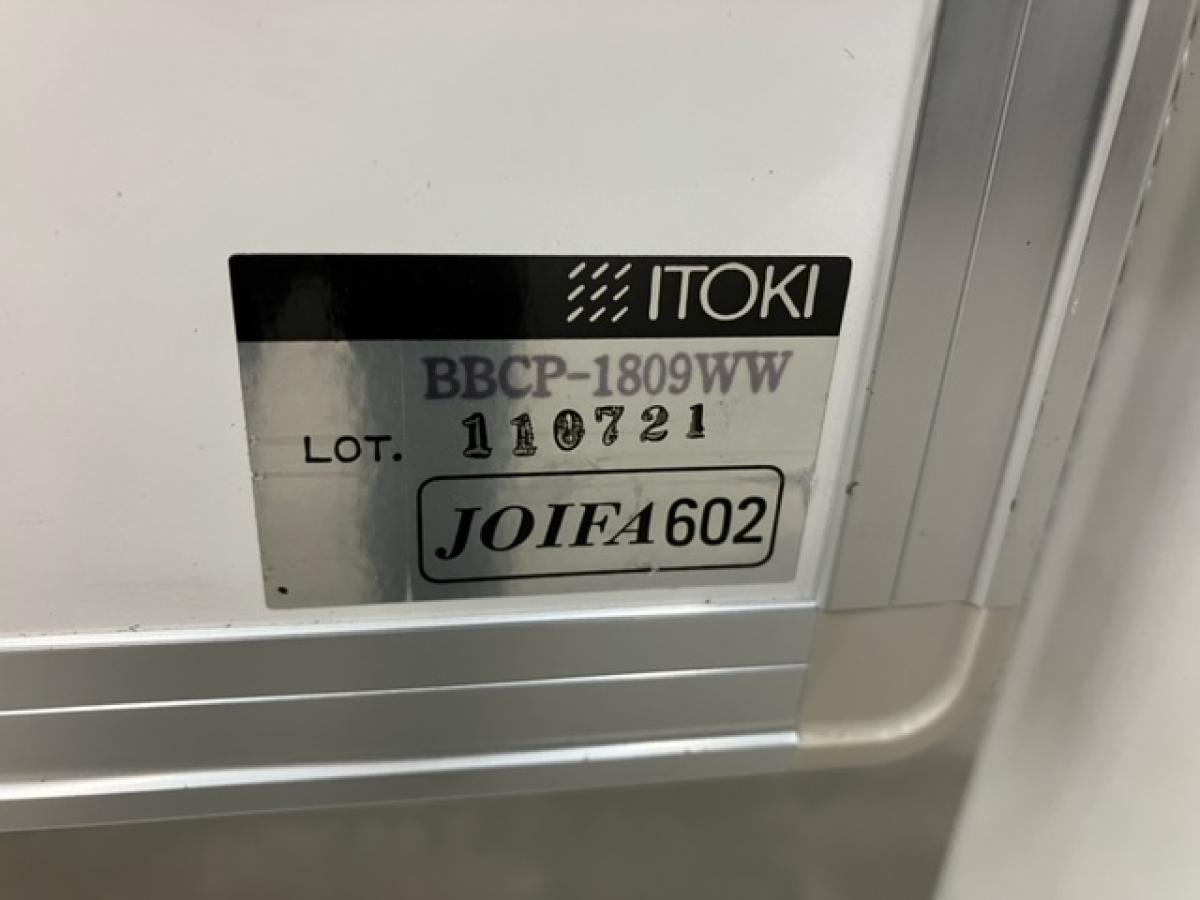 ITOKI
BBCP-1809WW
LOT. 110721
JOIFA602